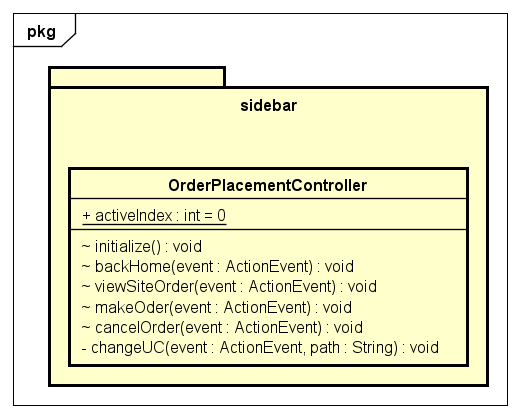 pkg
sidebar
OrderPlacementController
+ activeIndex : int = 0
~ initialize() : void
~ backHome(event : ActionEvent) : void
~ viewSiteOrder(event : ActionEvent) : void
~ makeOder(event : ActionEvent) : void
~ cancelOrder(event : ActionEvent) : void
- changeUC(event : ActionEvent, path : String) : void